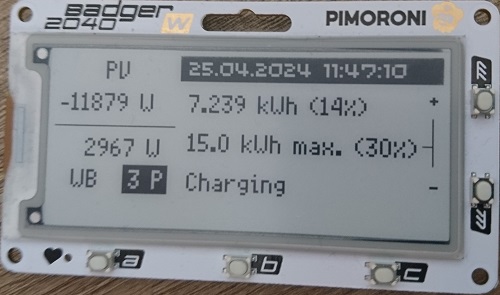 Badger
2040 W
PIMORONI
PV
25.04.2024 11:47:10
-11879 W
7.239 kWh (14%)
+
2967 W
15.0 kWh max. (30%)
WB 3 P
Charging
-
a
b
c